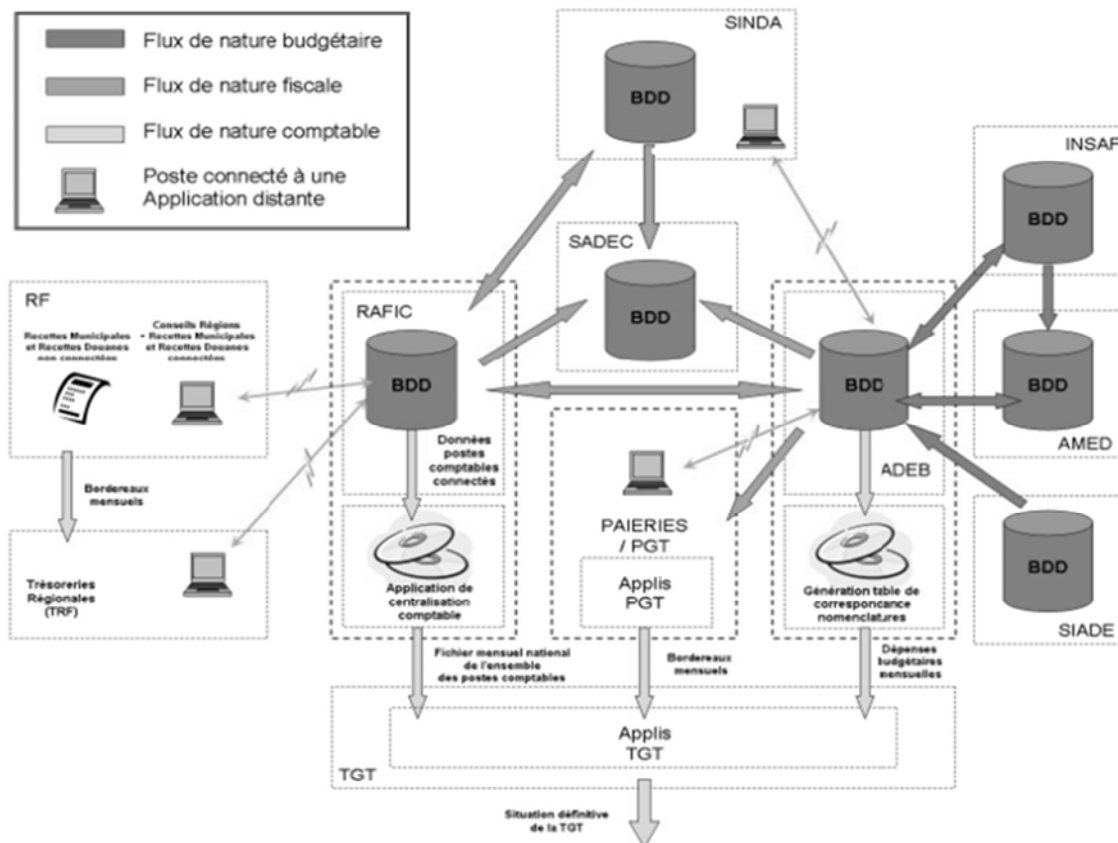 Flux de nature budgétaire
Flux de nature fiscale
Flux de nature comptable
Poste connecté à une
Application distante
SINDA
BDD
INSAF
BDD
SADEC
BDD
RF
Recettes Municipales
et Recettes Douanes
non connectées
Conseils Régions
- Recettes Municipales
et Recettes Douanes
connectées
RAFIC
BDD
Données
postes
comptables
connectés
BDD
ADEB
BDD
AMED
Bordereaux
mensuels
Trésoreries
Régionales
(TRF)
Application de
centralisation
comptable
PAIERIES
/ PGT
Applis
PGT
Génération table de
corresponcance
nomenclatures
BDD
SIADE
Fichier mensuel national
de l'ensemble
des postes comptables
Bordereaux
mensuels
Dépenses
budgétaires
mensuelles
Applis
TGT
TGT
Situation définitive
de la TGT